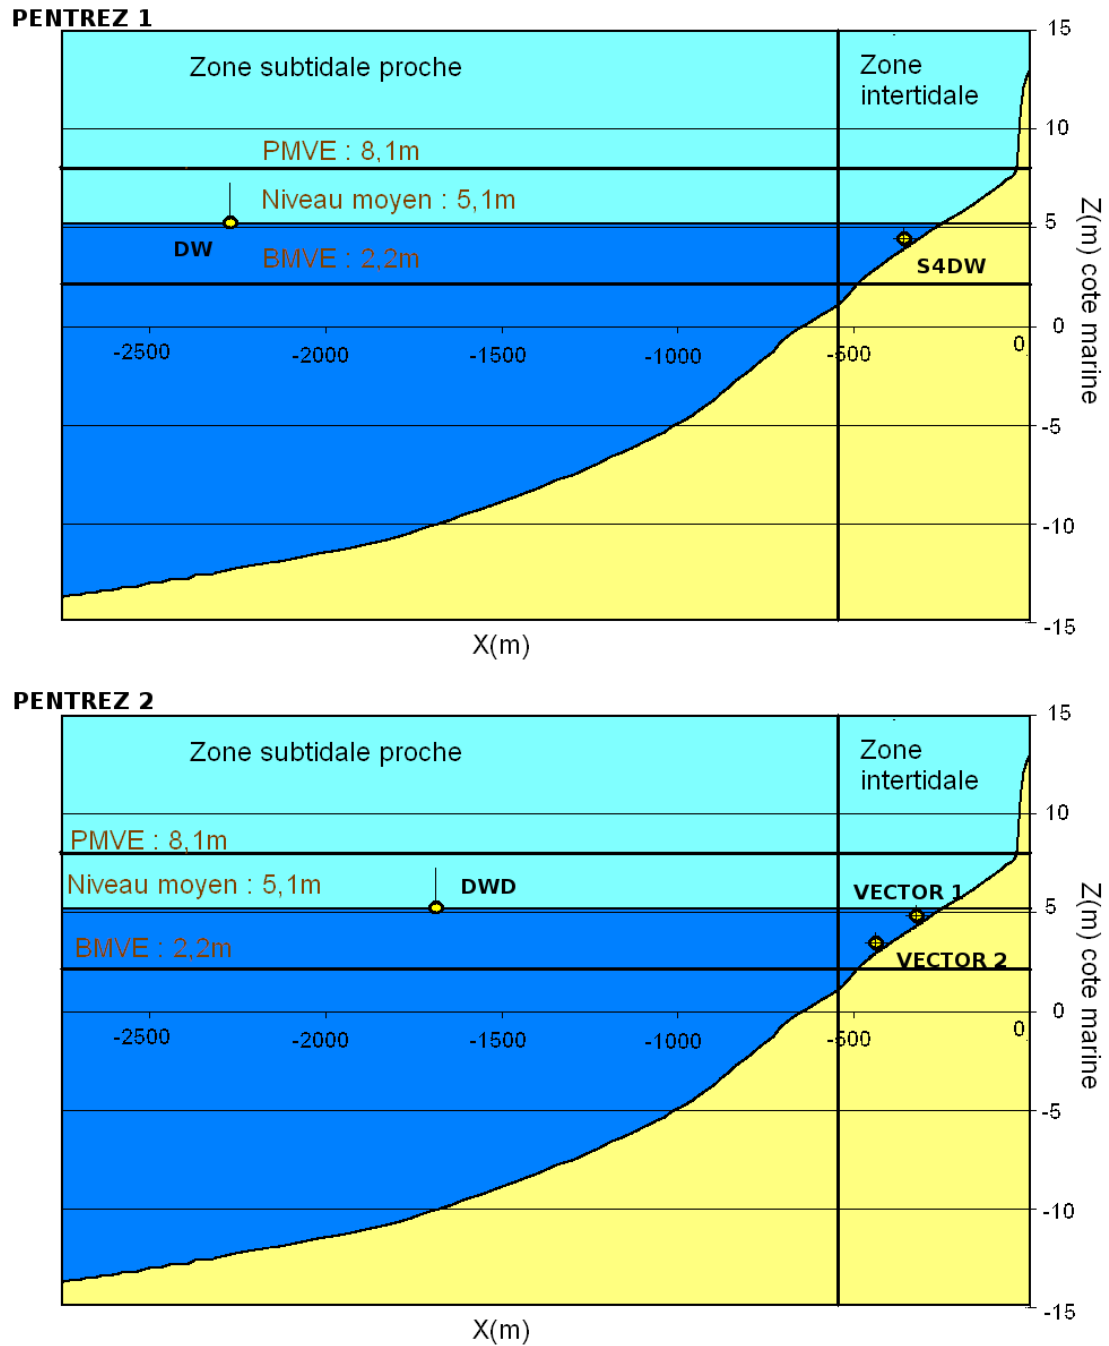 PENTREZ 1
15
Zone subtidale proche
Zone
intertidale
10
PMVE : 8,1m
Niveau moyen : 5,1m
5
DW
BMVE : 2,2m
S4DW
0
-2500
-2000
-1500
-1000
-500
0
-5
-10
-15
Z(m) cote marine
X(m)
PENTREZ 2
15
Zone subtidale proche
Zone
intertidale
10
PMVE : 8,1m
Niveau moyen : 5,1m
DWD
VECTOR 1
5
BMVE : 2,2m
VECTOR 2
0
-2500
-2000
-1500
-1000
-500
0
-5
-10
-15
Z(m) cote marine
X(m)